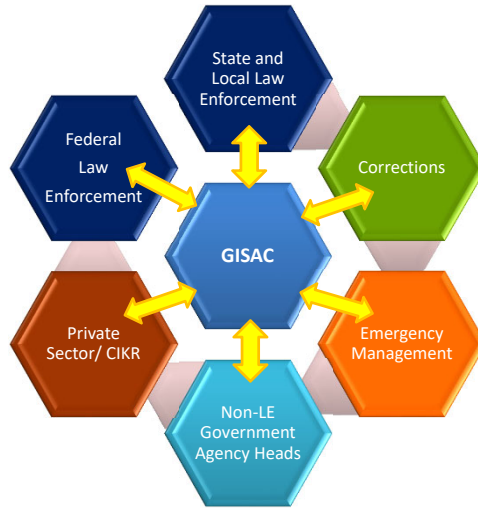 State and
Local Law
Enforcement
Federal
Law
Enforcement
Corrections
GISAC
Private
Sector/ CIKR
Emergency
Management
Non-LE
Government
Agency Heads